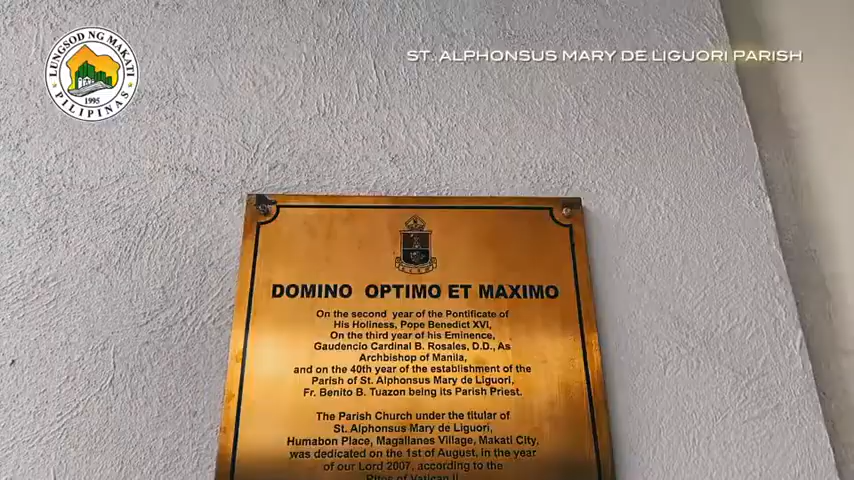 LUNGSOD NG MAKATI
1995
PILIPINAS
ST. ALPHONSUS MARY DE LIGUORI PARISH
DOMINO OPTIMO ET MAXIMO
On the second year of the Pontificate of
His Holiness, Pope Benedict XVI,
On the third year of his Eminence,
Gaudencio Cardinal B. Rosales, D.D., As
Archbishop of Manila,
and on the 40th year of the establishment of the
Parish of St. Alphonsus Mary de Liguori,
Fr. Benito B. Tuazon being its Parish Priest.
The Parish Church under the titular of
St. Alphonsus Mary de Liguori,
Humabon Place, Magallanes Village, Makati City,
was dedicated on the 1st of August, in the year
of our Lord 2007, according to the
Rites of Vatican II